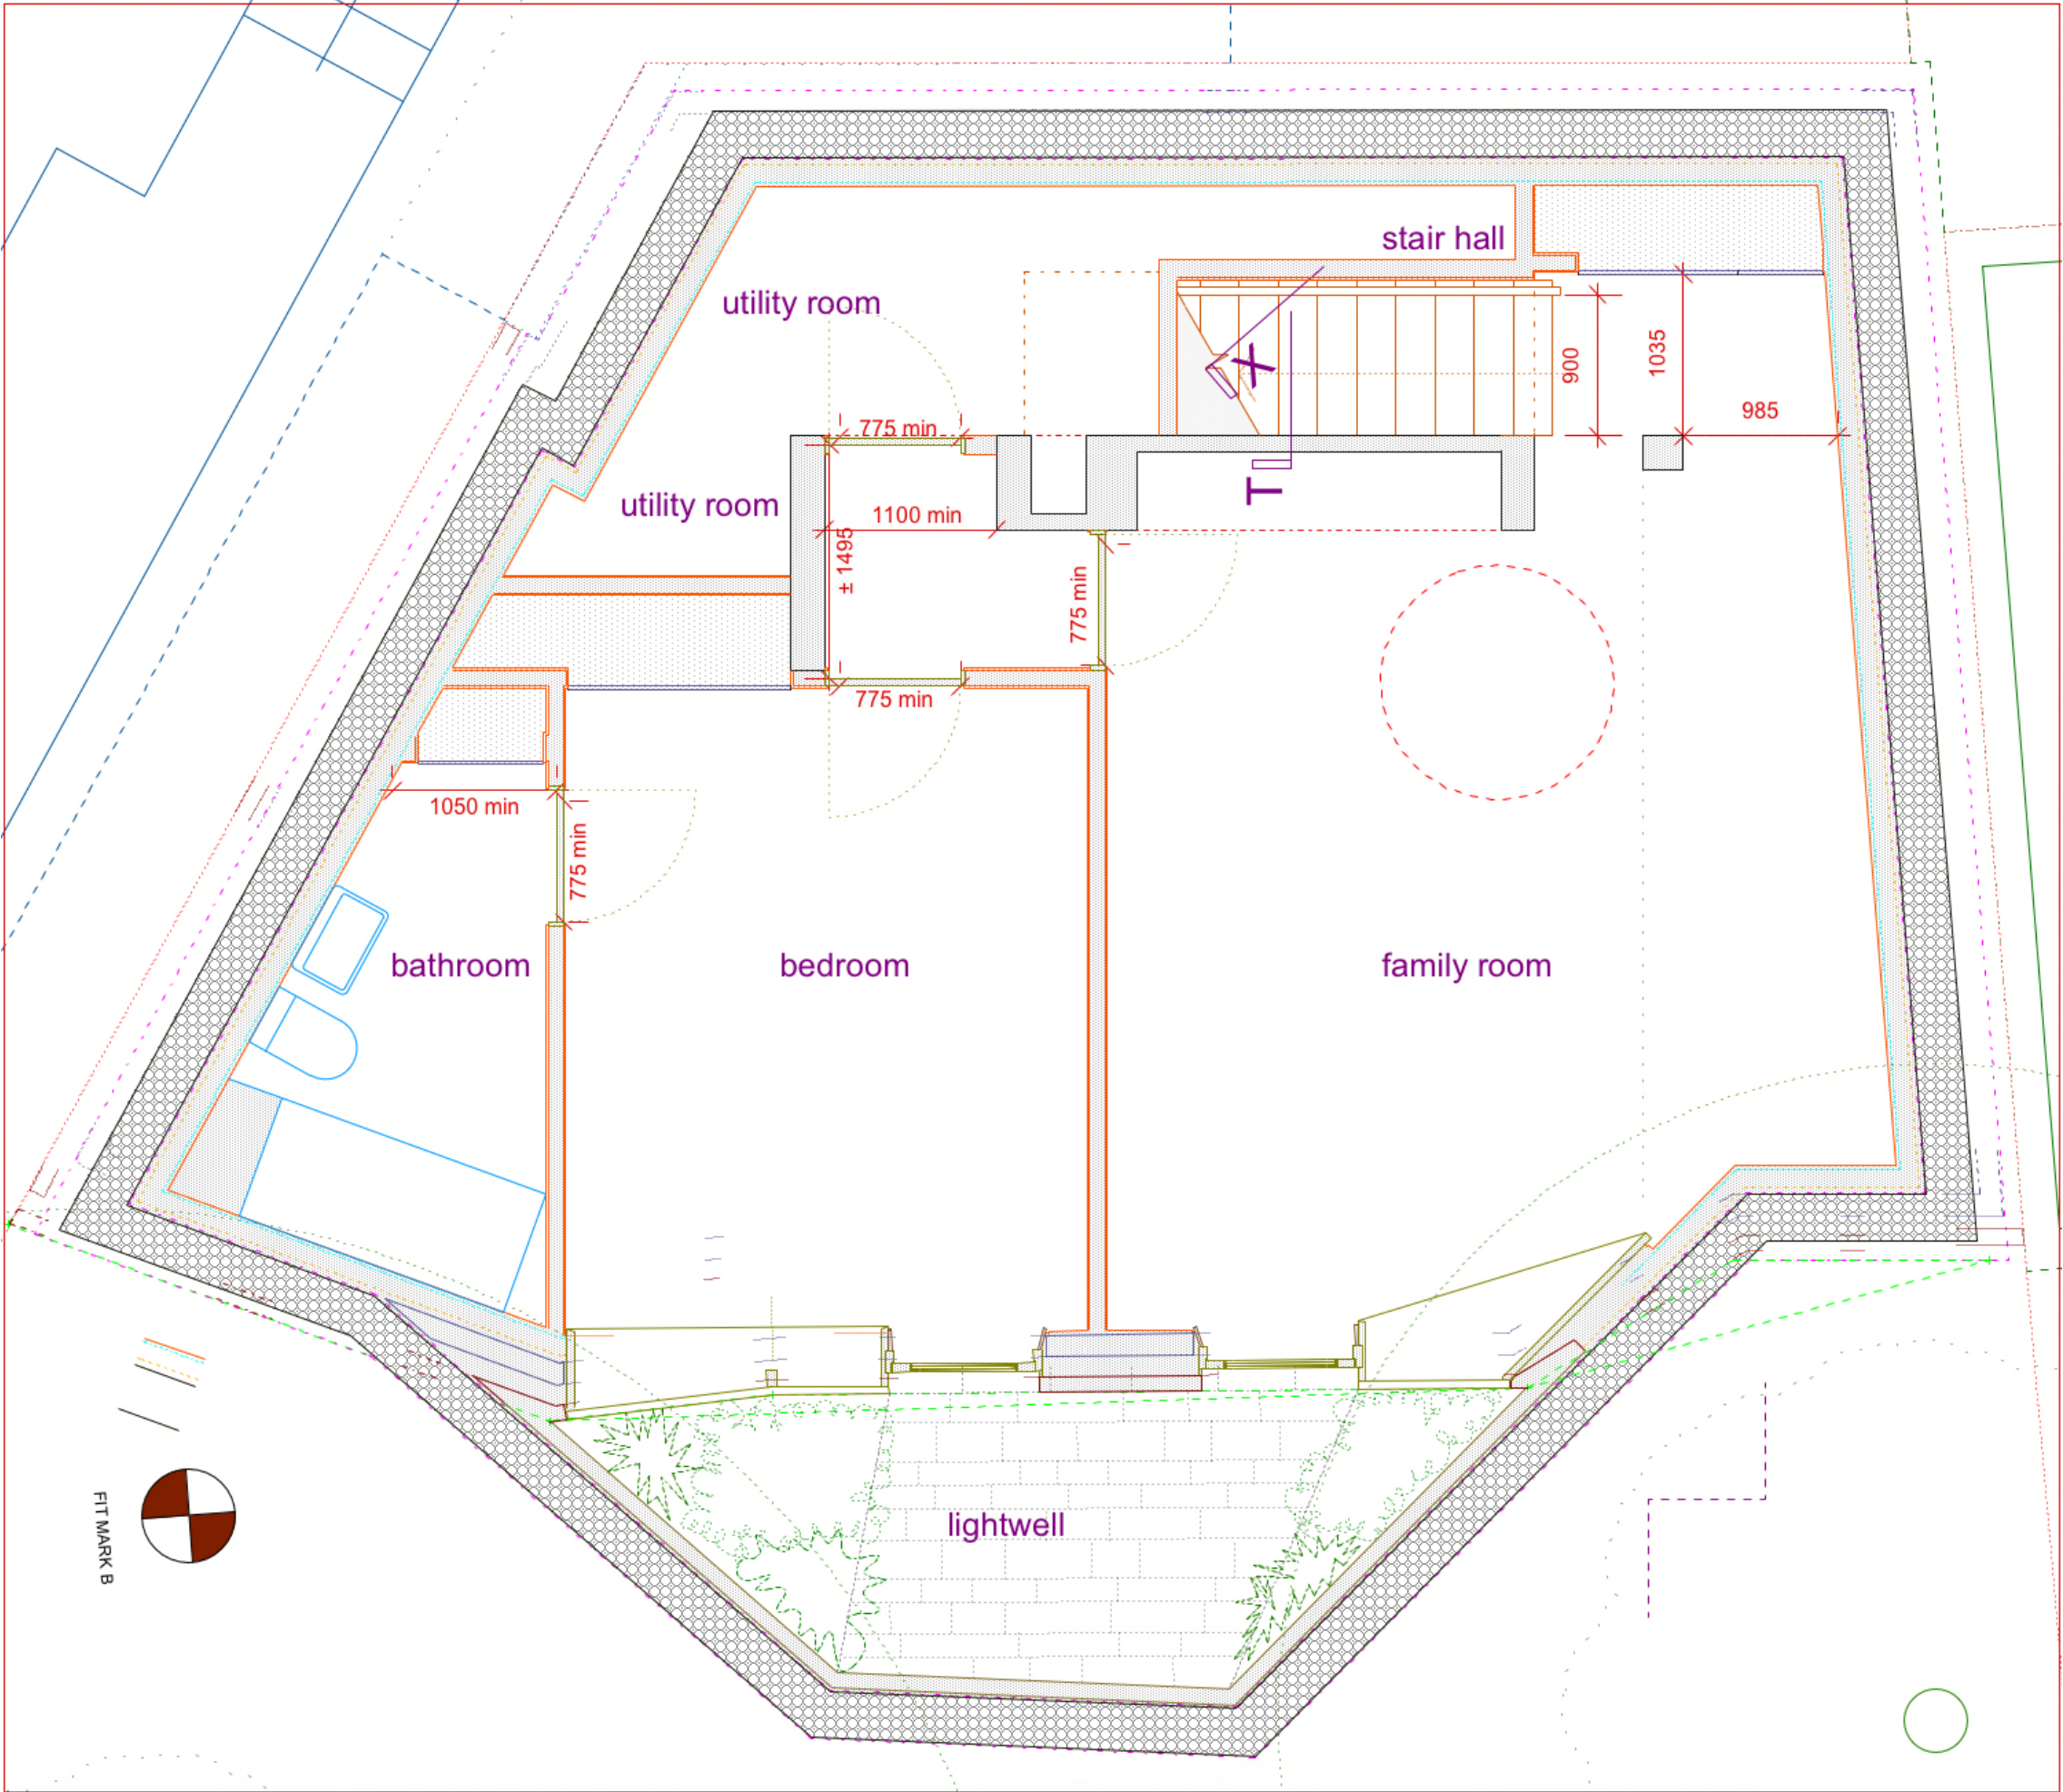 stair hall
utility room
X
900
1035
985
775 min
T
utility room
1100 min
± 1495
775 min
775 min
1050 min
775 min
bathroom
bedroom
family room
lightwell
FIT MARK B